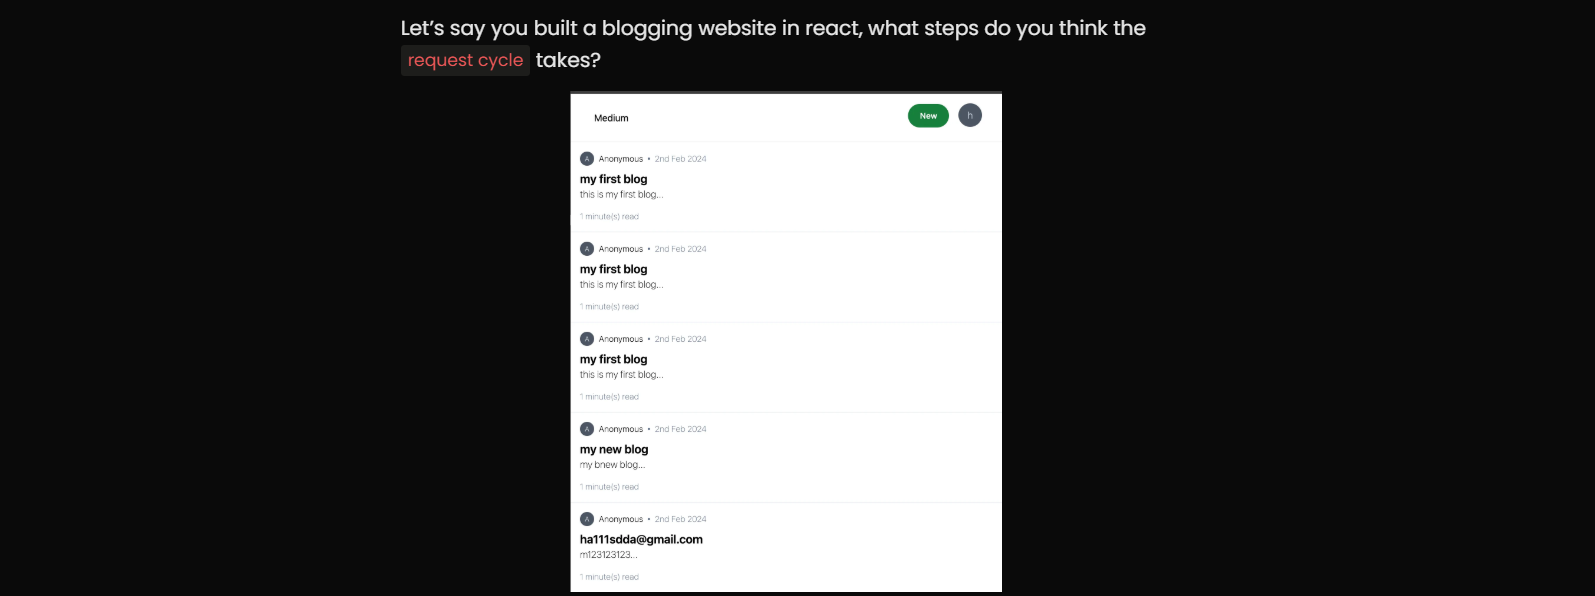 Let’s say you built a blogging website in react, what steps do you think the
request cycle takes?
Medium
New
h
A Anonymous • 2nd Feb 2024
my first blog
this is my first blog...
1 minute(s) read
A Anonymous • 2nd Feb 2024
my first blog
this is my first blog...
1 minute(s) read
A Anonymous • 2nd Feb 2024
my first blog
this is my first blog...
1 minute(s) read
A Anonymous • 2nd Feb 2024
my new blog
my bnew blog...
1 minute(s) read
A Anonymous • 2nd Feb 2024
ha111sdda@gmail.com
m123123123...
1 minute(s) read